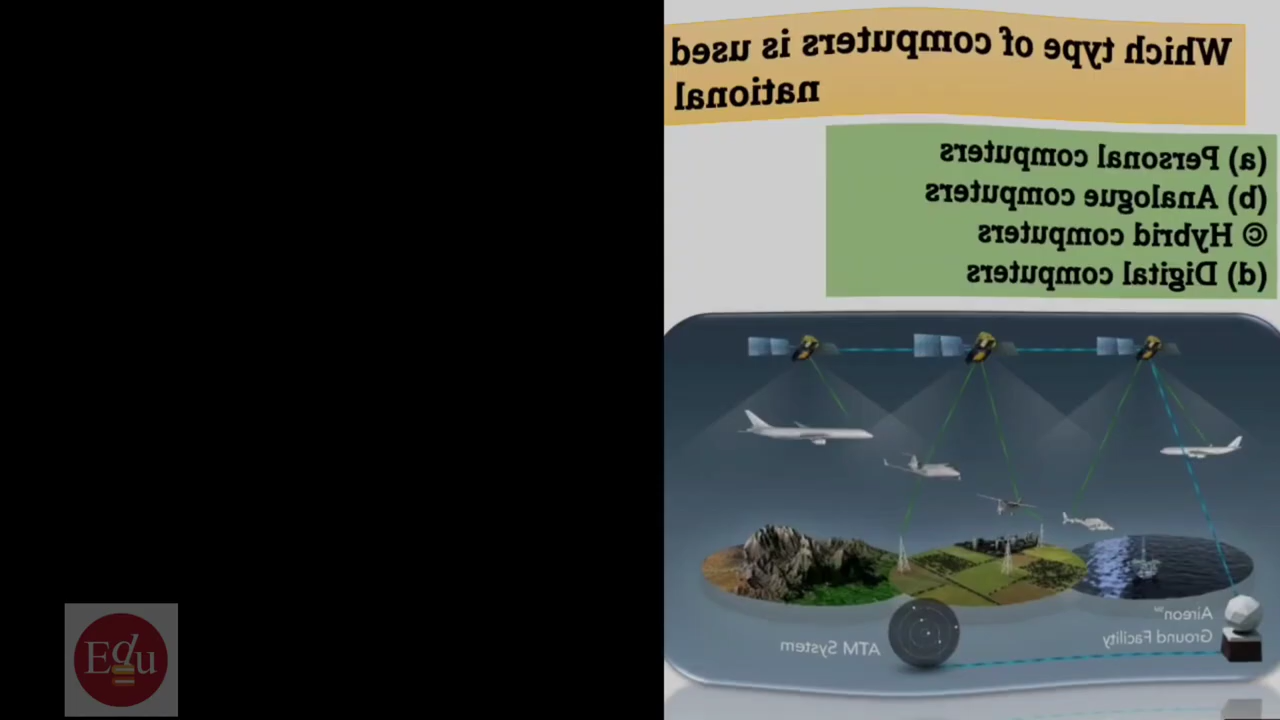 Which type of computers is used
national
(a) Personal computers
(b) Analogue computers
© Hybrid computers
(d) Digital computers
Aireon℠
Ground Facility
ATM System
Edu